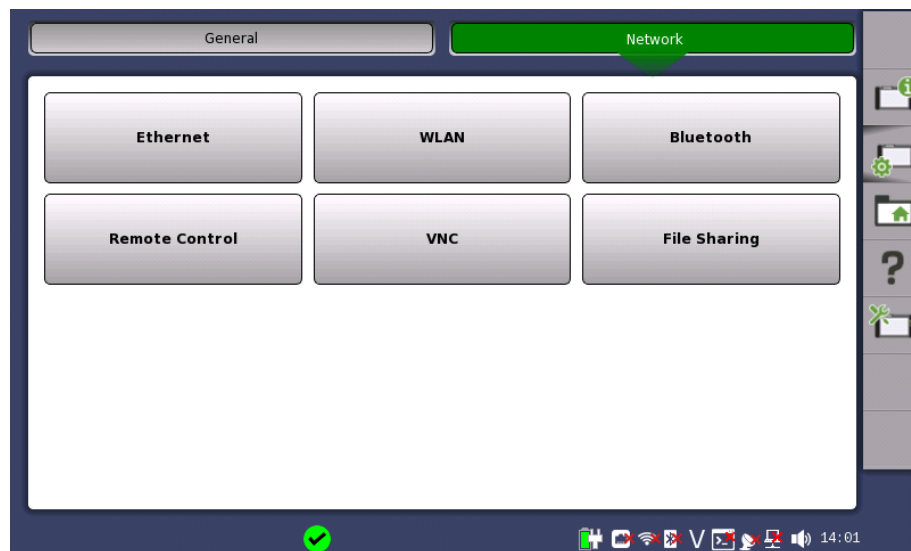 General
Network
Ethernet
WLAN
Bluetooth
Remote Control
VNC
File Sharing
?
V
14:01